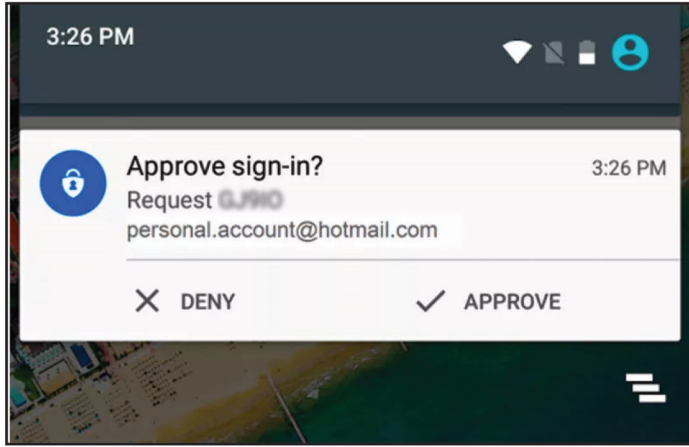 3:26 PM
Approve sign-in?
3:26 PM
Request
personal.account@hotmail.com
DENY
APPROVE